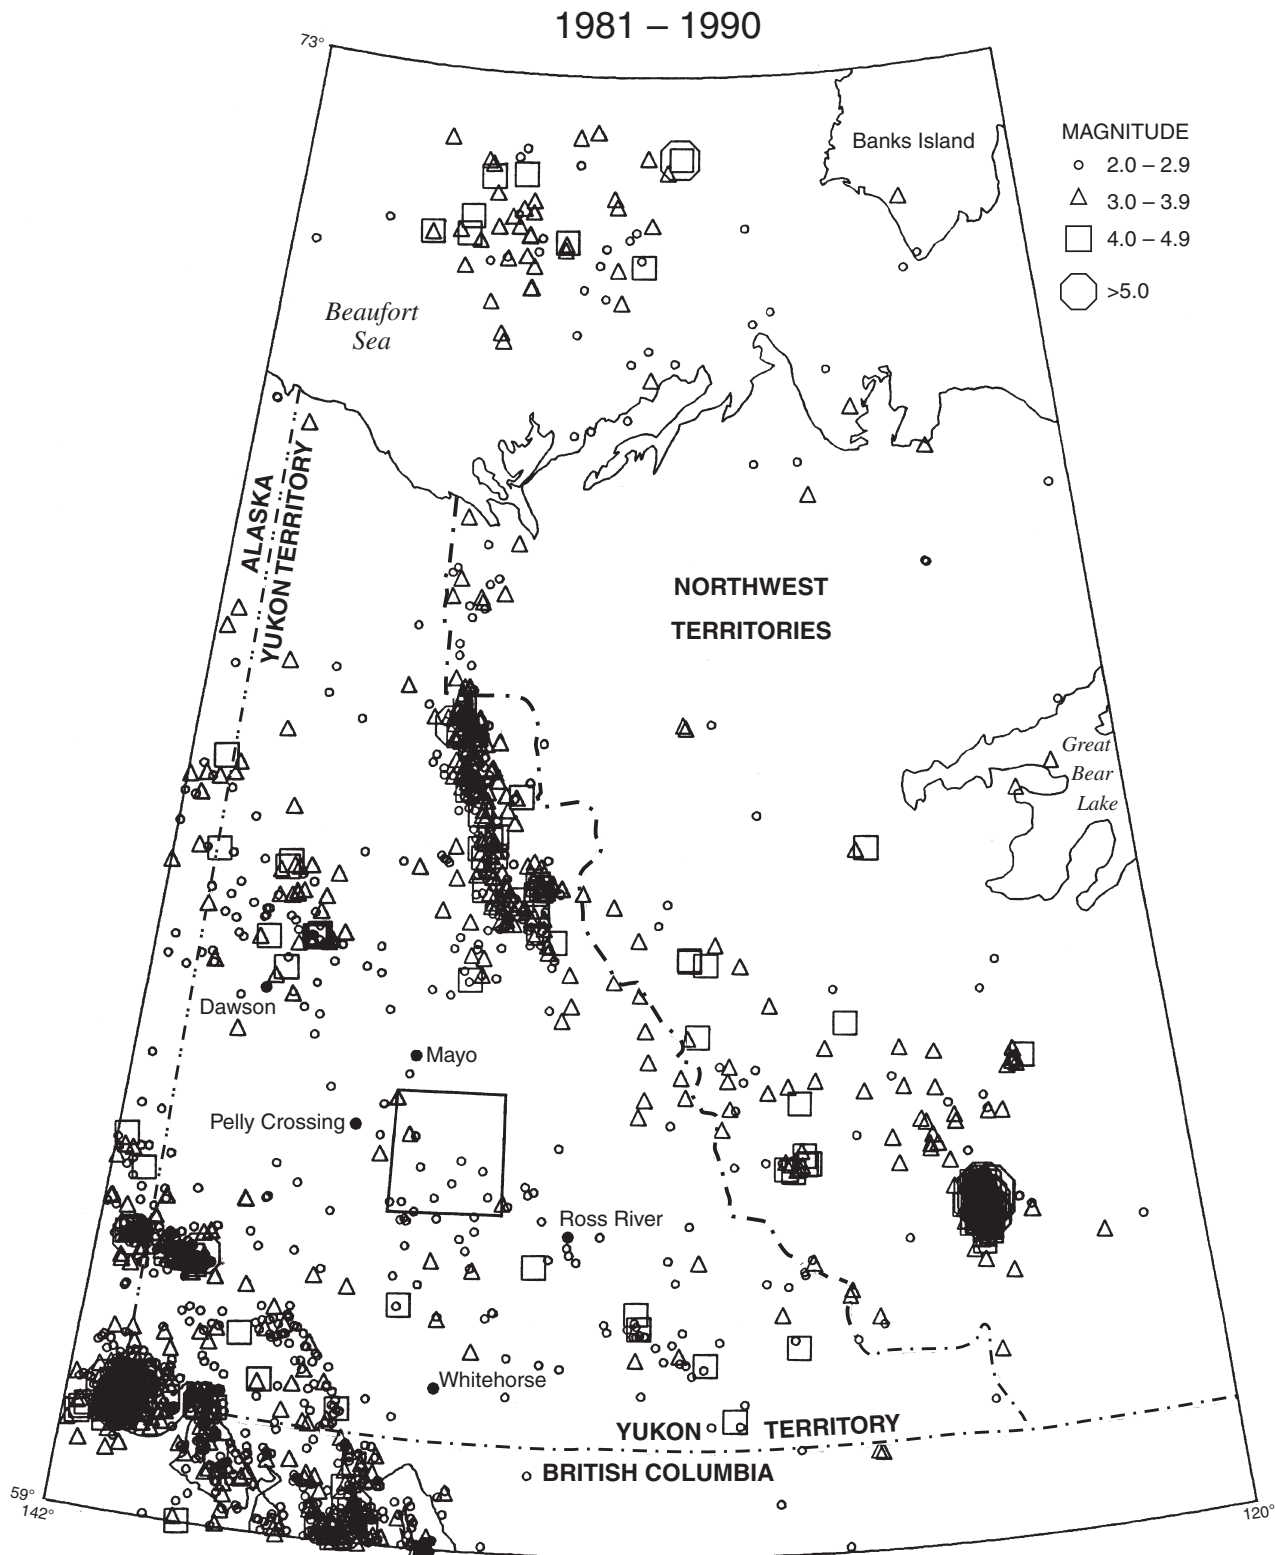 1981 – 1990
73°
Banks Island
MAGNITUDE
2.0 – 2.9
3.0 – 3.9
4.0 – 4.9
>5.0
Beaufort
Sea
ALASKA
YUKON TERRITORY
NORTHWEST
TERRITORIES
Great
Bear
Lake
Dawson
Mayo
Pelly Crossing
Ross River
Whitehorse
YUKON TERRITORY
BRITISH COLUMBIA
59°
142°
120°